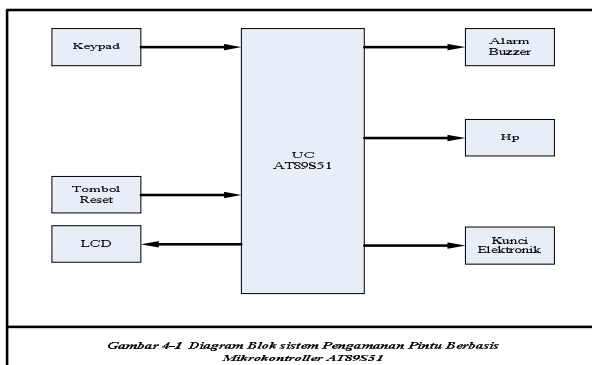 Keypad
Alarm
Buzzer
UC
AT89S51
Hp
Tombol
Reset
LCD
Kunci
Elektronik
Gambar 4-1 Diagram Blok sistem Pengamanan Pintu Berbasis
Mikrokontroller AT89S51